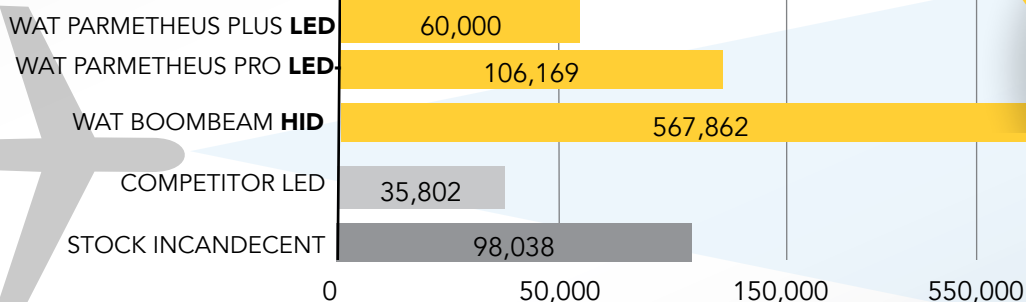 WAT PARMETHEUS PLUS LED 60,000
WAT PARMETHEUS PRO LED 106,169
WAT BOOMBEAM HID 567,862
COMPETITOR LED 35,802
STOCK INCANDECENT 98,038
0 50,000 150,000 550,000